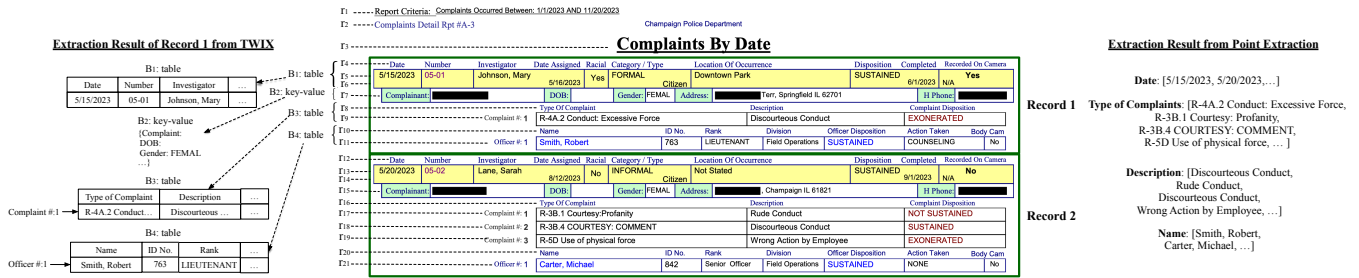 Extraction Result of Record 1 from TWIX
B1: table
Date Number Investigator …
5/15/2023 05-01 Johnson, Mary …
B2: key-value
{Complaint:
DOB:
Gender: FEMAL
…}
B3: table
Type of Complaint Description …
Complaint #:1 R-4A.2 Conduct… Discourteous … …
B4: table
Name ID No. Rank …
Officer #:1 Smith, Robert 763 LIEUTENANT …
B1: table
B2: key-value
B3: table
B4: table
r1 Report Criteria: Complaints Occurred Between: 1/1/2023 AND 11/20/2023
r2 Complaints Detail Rpt #A-3 Champaign Police Department
r3 Complaints By Date
r4 Date Number Investigator Date Assigned Racial Category / Type Location Of Occurrence Disposition Completed Recorded On Camera
r5 5/15/2023 05-01 Johnson, Mary Yes FORMAL Downtown Park SUSTAINED Yes
r6 5/16/2023 Citizen 6/1/2023 N/A
r7 Complainant: DOB: Gender: FEMAL Address: Terr, Springfield IL 62701 H Phone:
r8 Type Of Complaint Description Complaint Disposition
r9 Complaint #: 1 R-4A.2 Conduct: Excessive Force Discourteous Conduct EXONERATED
r10 Name ID No. Rank Division Officer Disposition Action Taken Body Cam
r11 Officer #: 1 Smith, Robert 763 LIEUTENANT Field Operations SUSTAINED COUNSELING No
Record 1
r12 Date Number Investigator Date Assigned Racial Category / Type Location Of Occurrence Disposition Completed Recorded On Camera
r13 5/20/2023 05-02 Lane, Sarah No INFORMAL Not Stated SUSTAINED No
r14 8/12/2023 Citizen 9/1/2023 N/A
r15 Complainant: DOB: Gender: FEMAL Address: , Champaign IL 61821 H Phone:
r16 Type Of Complaint Description Complaint Disposition
r17 Complaint #: 1 R-3B.1 Courtesy:Profanity Rude Conduct NOT SUSTAINED
r18 Complaint #: 2 R-3B.4 COURTESY: COMMENT Discourteous Conduct SUSTAINED
r19 Complaint #: 3 R-5D Use of physical force Wrong Action by Employee EXONERATED
r20 Name ID No. Rank Division Officer Disposition Action Taken Body Cam
r21 Officer #: 1 Carter, Michael 842 Senior Officer Field Operations SUSTAINED NONE No
Record 2
Extraction Result from Point Extraction
Date: [5/15/2023, 5/20/2023,…]
Type of Complaints: [R-4A.2 Conduct: Excessive Force,
R-3B.1 Courtesy: Profanity,
R-3B.4 COURTESY: COMMENT,
R-5D Use of physical force, … ]
Description: [Discourteous Conduct,
Rude Conduct,
Discourteous Conduct,
Wrong Action by Employee, …]
Name: [Smith, Robert,
Carter, Michael, …]